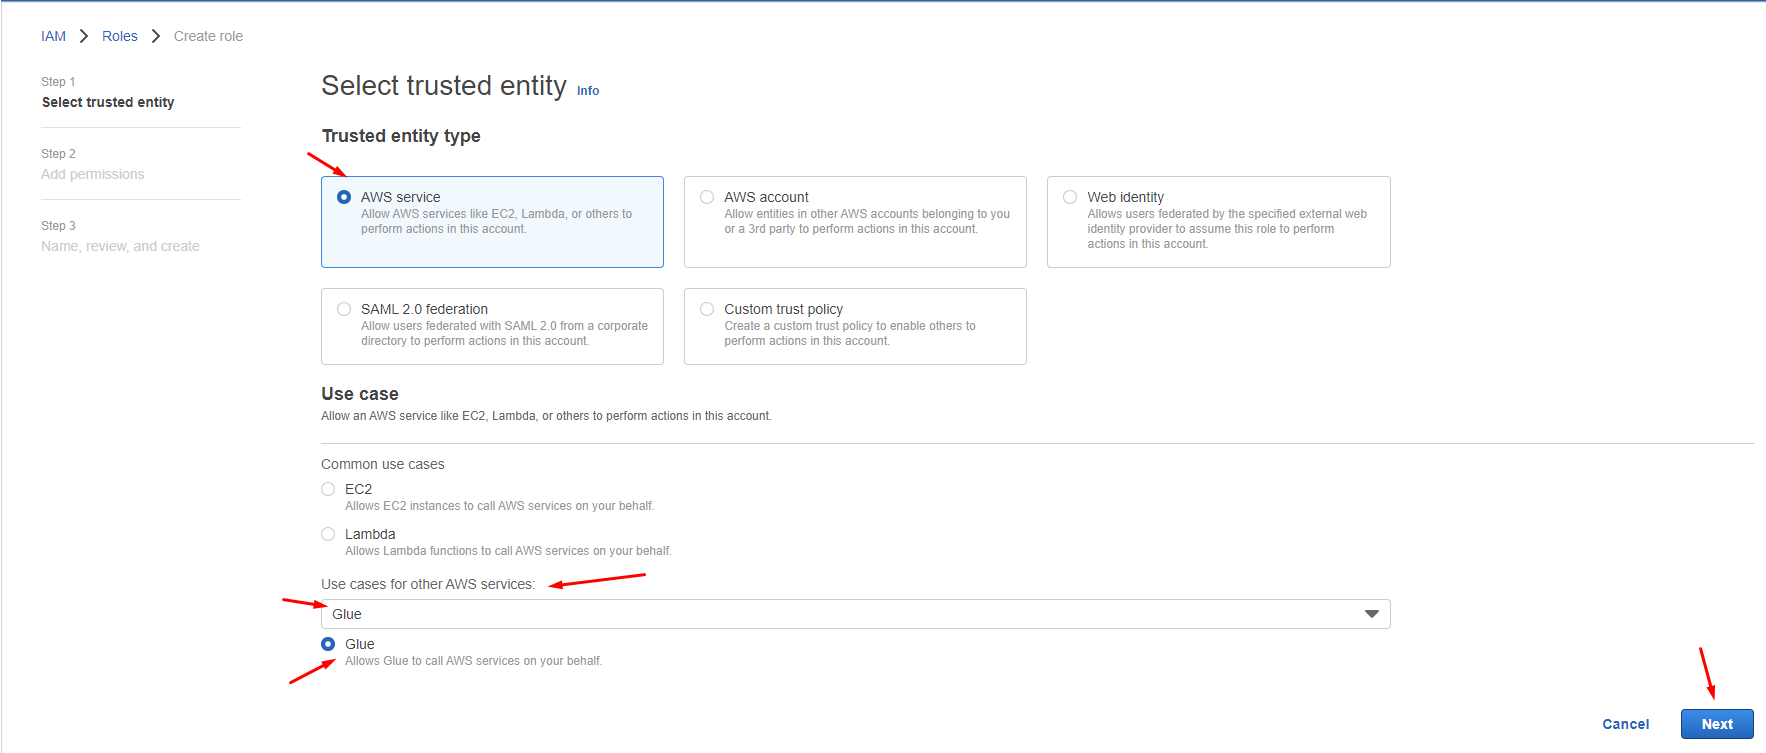 IAM > Roles > Create role
Step 1
Select trusted entity
Step 2
Add permissions
Step 3
Name, review, and create
Select trusted entity Info
Trusted entity type
AWS service
Allow AWS services like EC2, Lambda, or others to
perform actions in this account.
AWS account
Allow entities in other AWS accounts belonging to you
or a 3rd party to perform actions in this account.
Web identity
Allows users federated by the specified external web
identity provider to assume this role to perform
actions in this account.
SAML 2.0 federation
Allow users federated with SAML 2.0 from a corporate
directory to perform actions in this account.
Custom trust policy
Create a custom trust policy to enable others to
perform actions in this account.
Use case
Allow an AWS service like EC2, Lambda, or others to perform actions in this account.
Common use cases
EC2
Allows EC2 instances to call AWS services on your behalf.
Lambda
Allows Lambda functions to call AWS services on your behalf.
Use cases for other AWS services:
Glue
Glue
Allows Glue to call AWS services on your behalf.
Cancel
Next